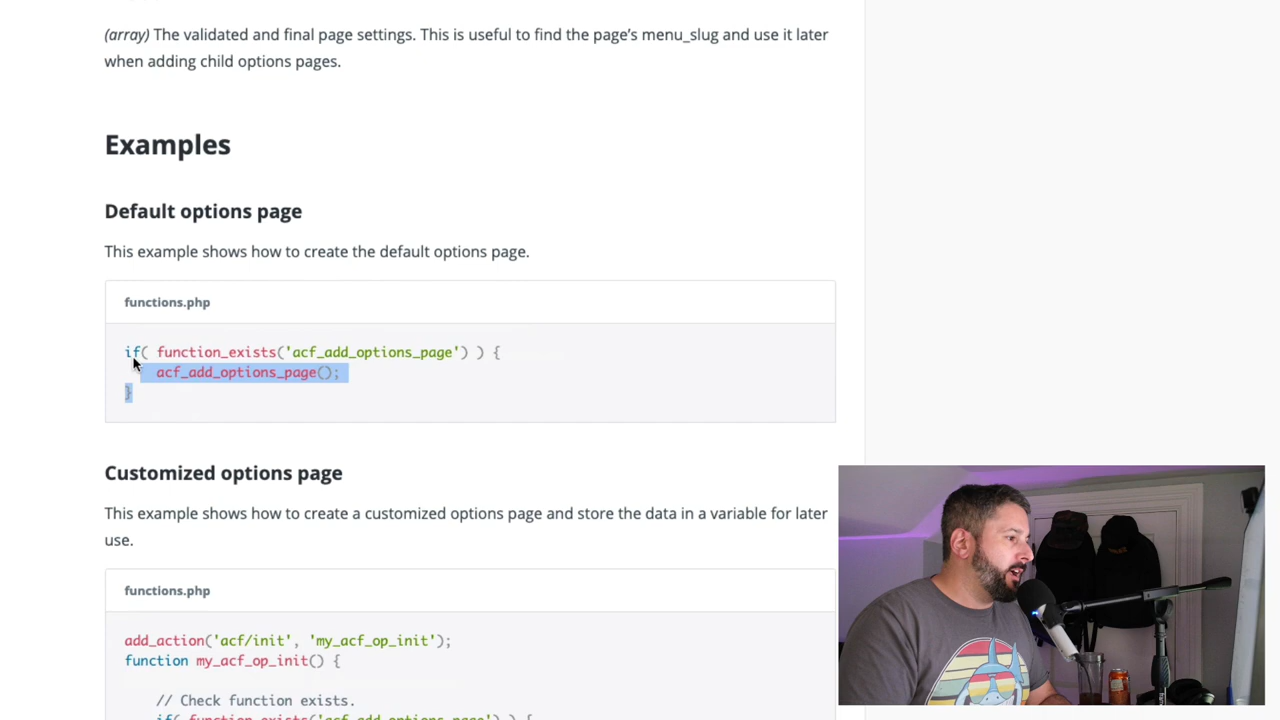 (array) The validated and final page settings. This is useful to find the page’s menu_slug and use it later
when adding child options pages.
Examples
Default options page
This example shows how to create the default options page.
functions.php
if( function_exists('acf_add_options_page') ) {
acf_add_options_page();
}
Customized options page
This example shows how to create a customized options page and store the data in a variable for later
use.
functions.php
add_action('acf/init', 'my_acf_op_init');
function my_acf_op_init() {
// Check function exists.
if( function_exists('acf_add_options_page') ) {